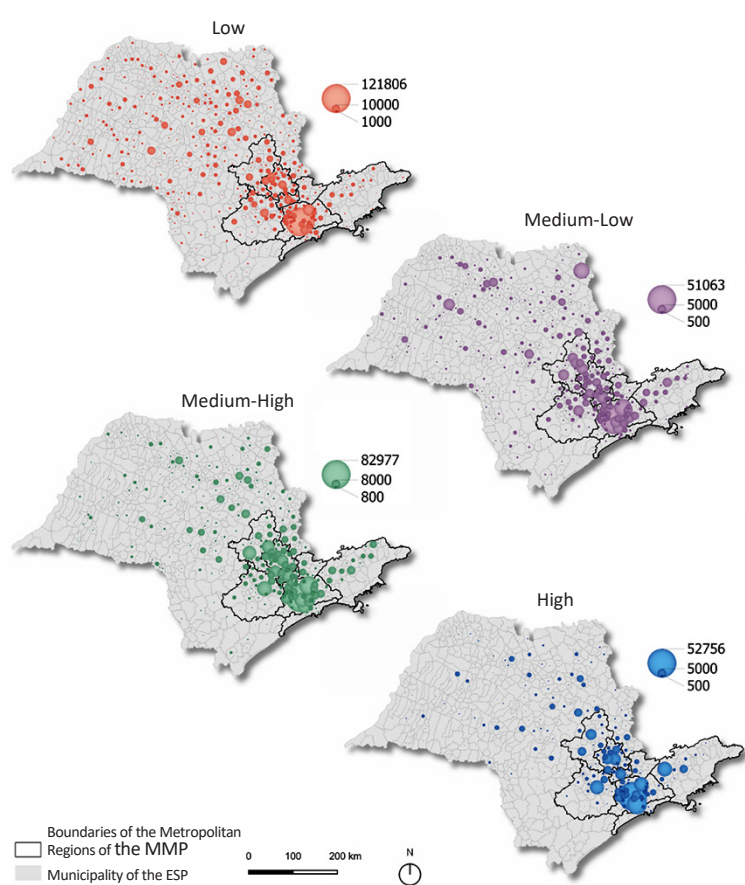 Low
121806
10000
1000
Medium-Low
51063
5000
500
Medium-High
82977
8000
800
High
52756
5000
500
Boundaries of the Metropolitan
Regions of the MMP
Municipality of the ESP
0 100 200 km
N